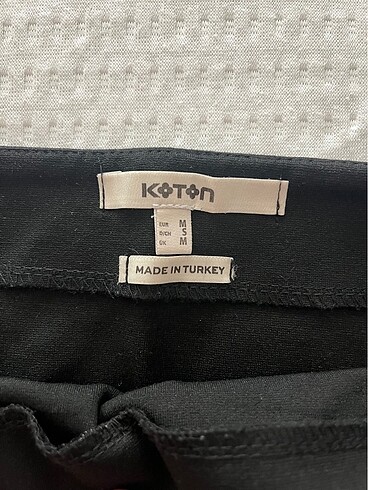 KOTON
EUR M
D/CH S
UK M
MADE IN TURKEY